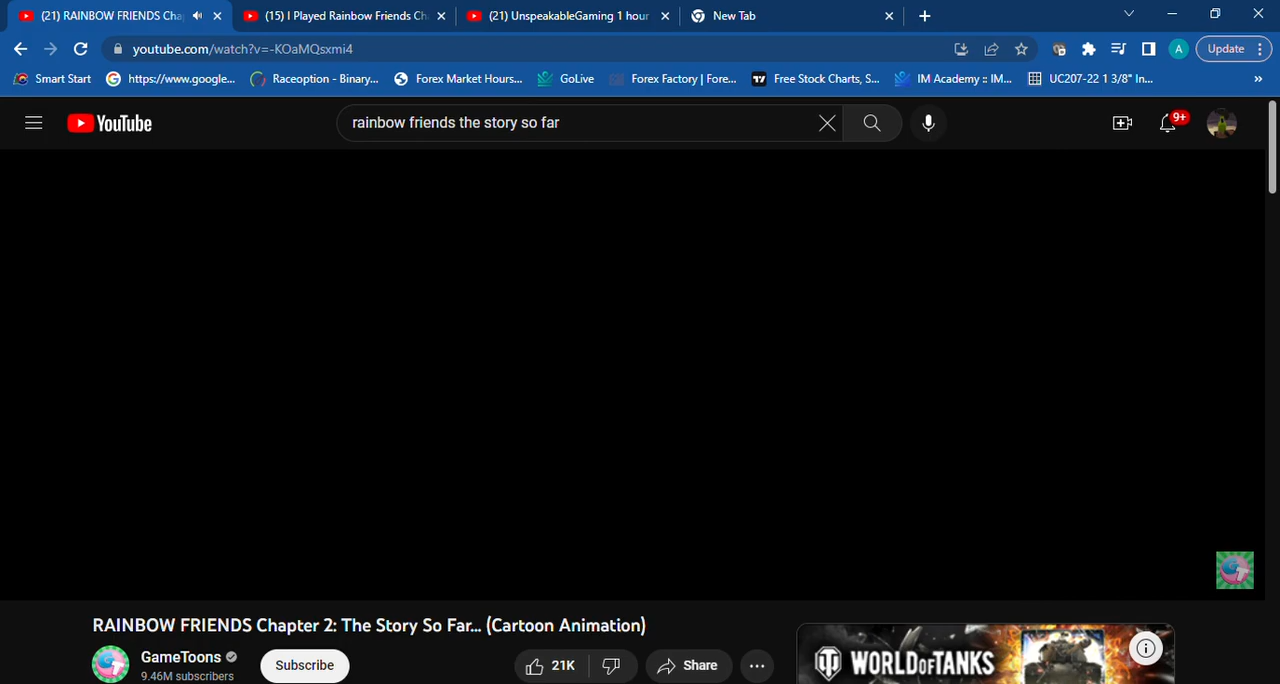 (21) RAINBOW FRIENDS Cha
(15) I Played Rainbow Friends Ch
(21) UnspeakableGaming 1 hour
New Tab
youtube.com/watch?v=-KOaMQsxmi4
A
Update
Smart Start
https://www.google...
Raceoption - Binary...
Forex Market Hours...
GoLive
Forex Factory | Fore...
Free Stock Charts, S...
IM Academy :: IM...
UC207-22 1 3/8" In...
YouTube
rainbow friends the story so far
9+
RAINBOW FRIENDS Chapter 2: The Story So Far... (Cartoon Animation)
GameToons
9.46M subscribers
Subscribe
21K
Share
WORLD OF TANKS